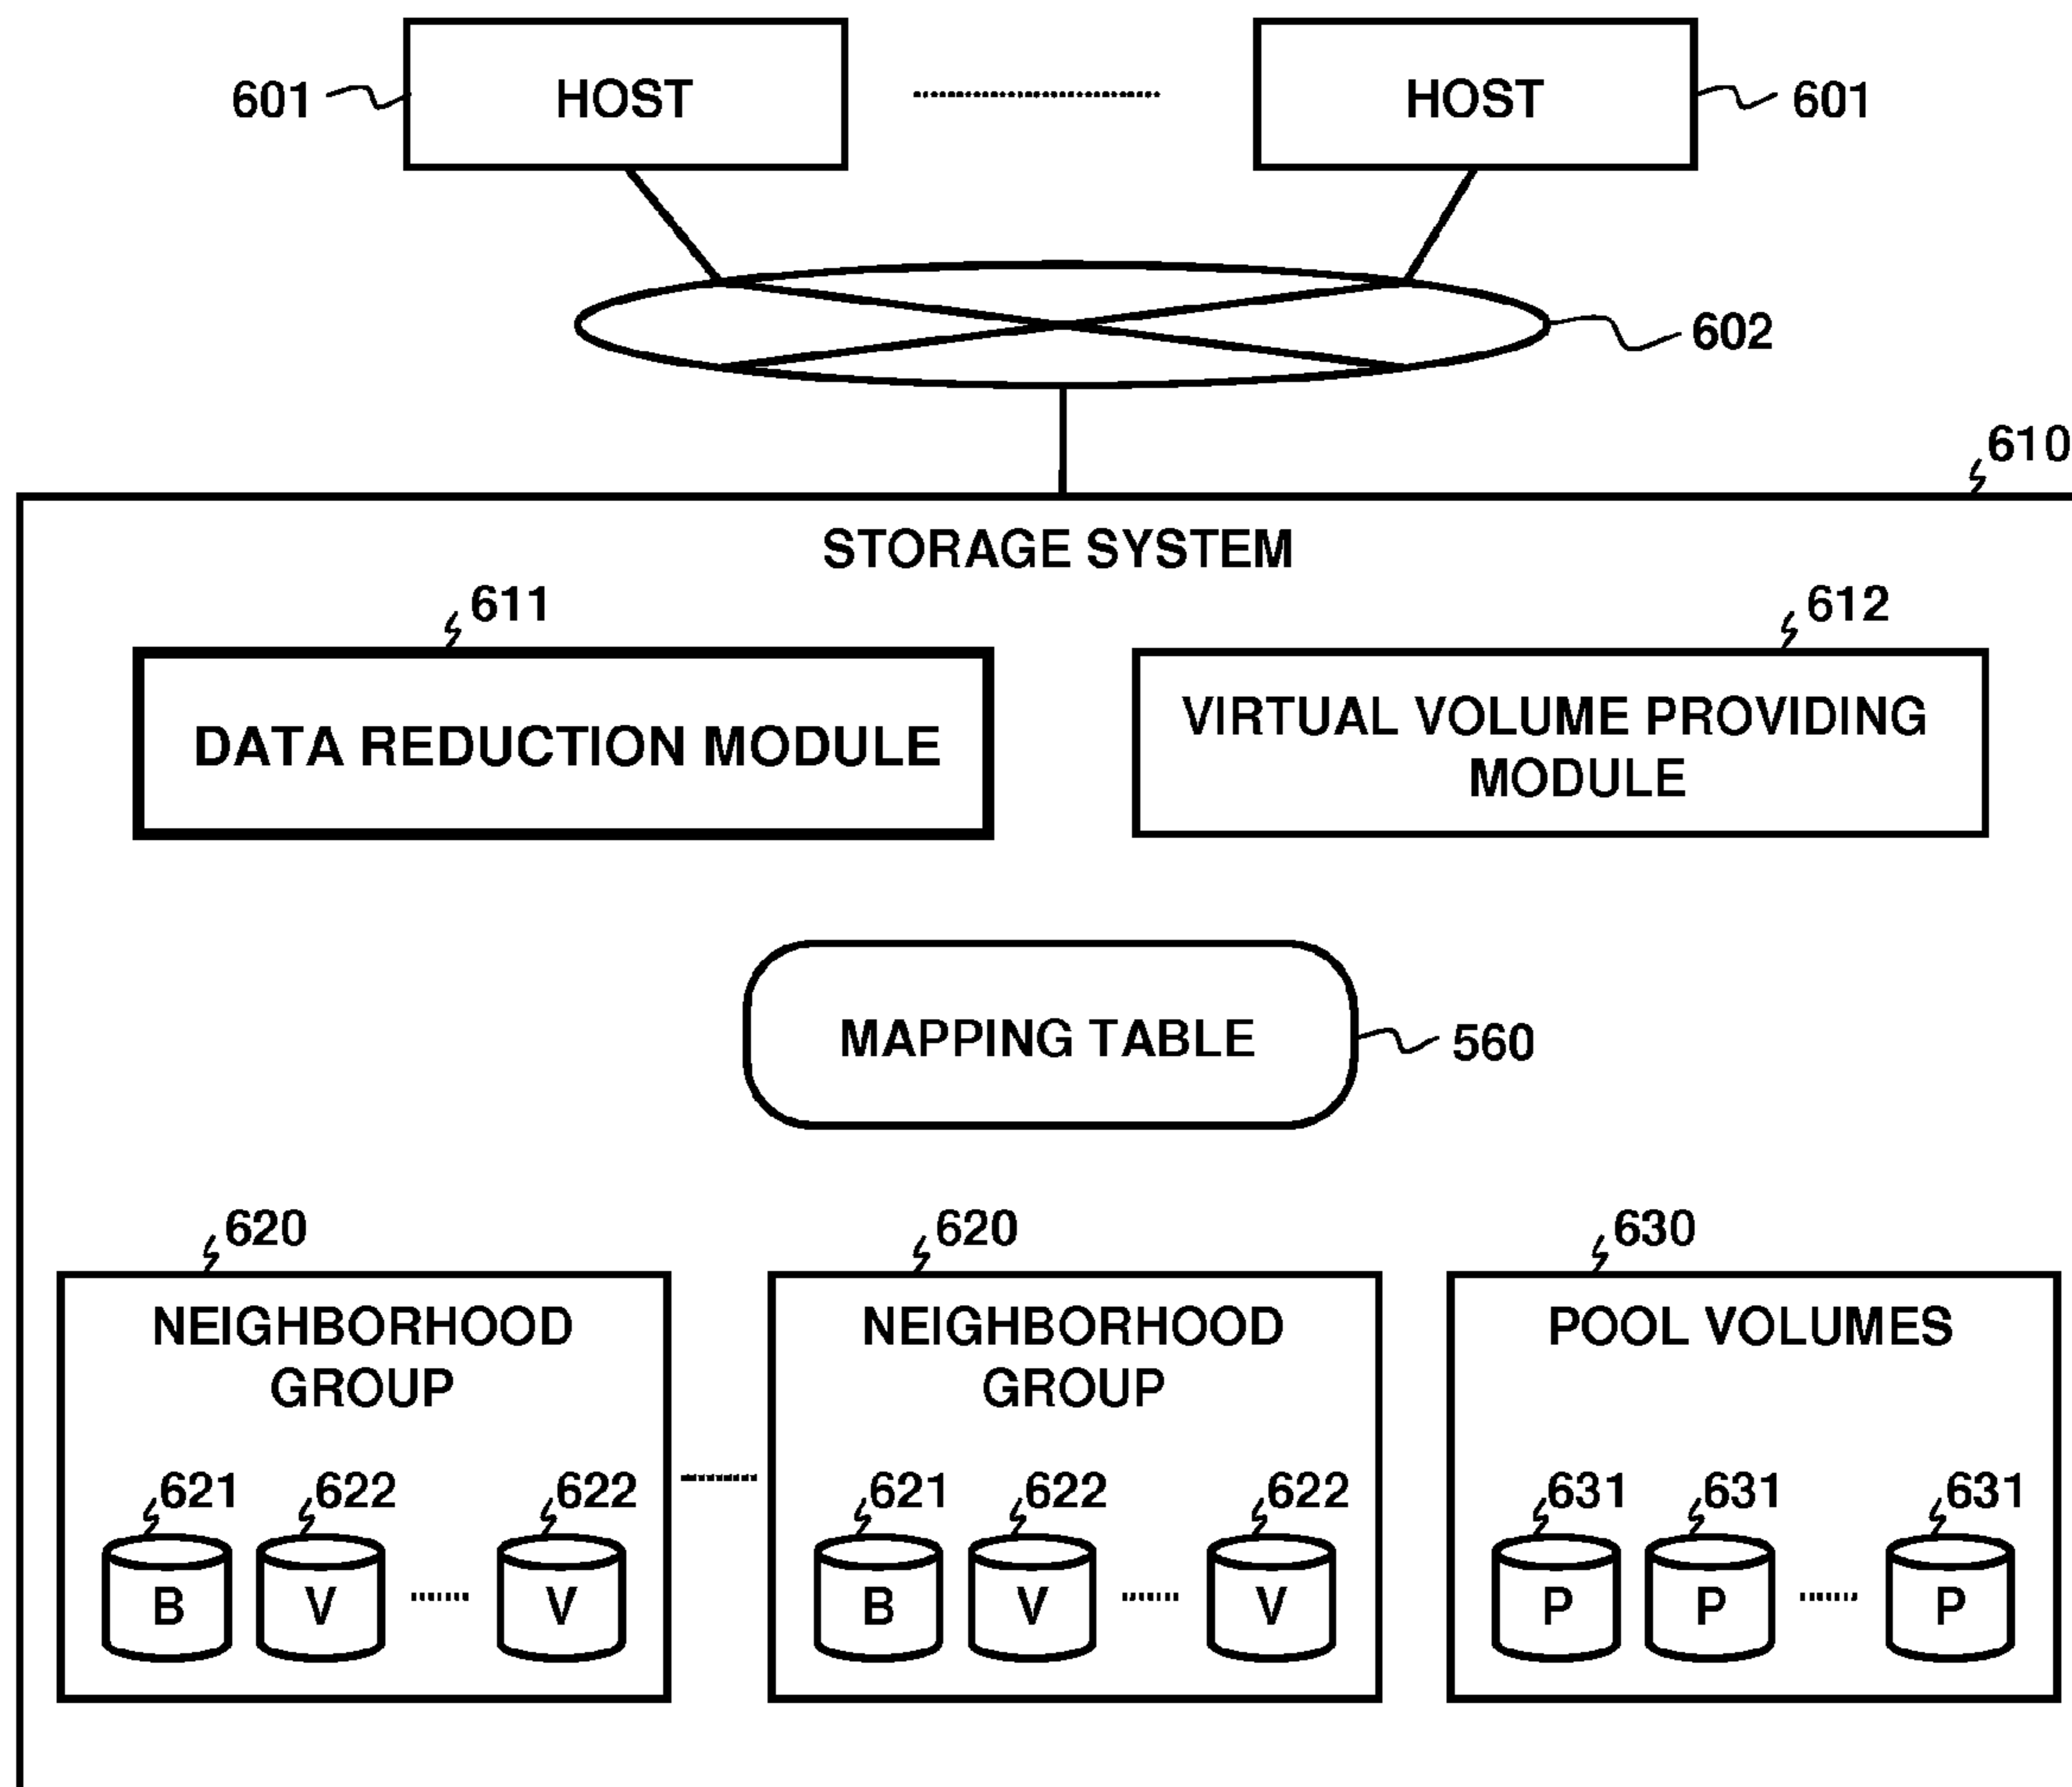 601 HOST HOST 601
602
610
STORAGE SYSTEM
611 612
DATA REDUCTION MODULE
VIRTUAL VOLUME PROVIDING
MODULE
MAPPING TABLE 560
620 620 630
NEIGHBORHOOD
GROUP
NEIGHBORHOOD
GROUP
POOL VOLUMES
621 622 622 621 622 622 631 631 631
B V V B V V P P P